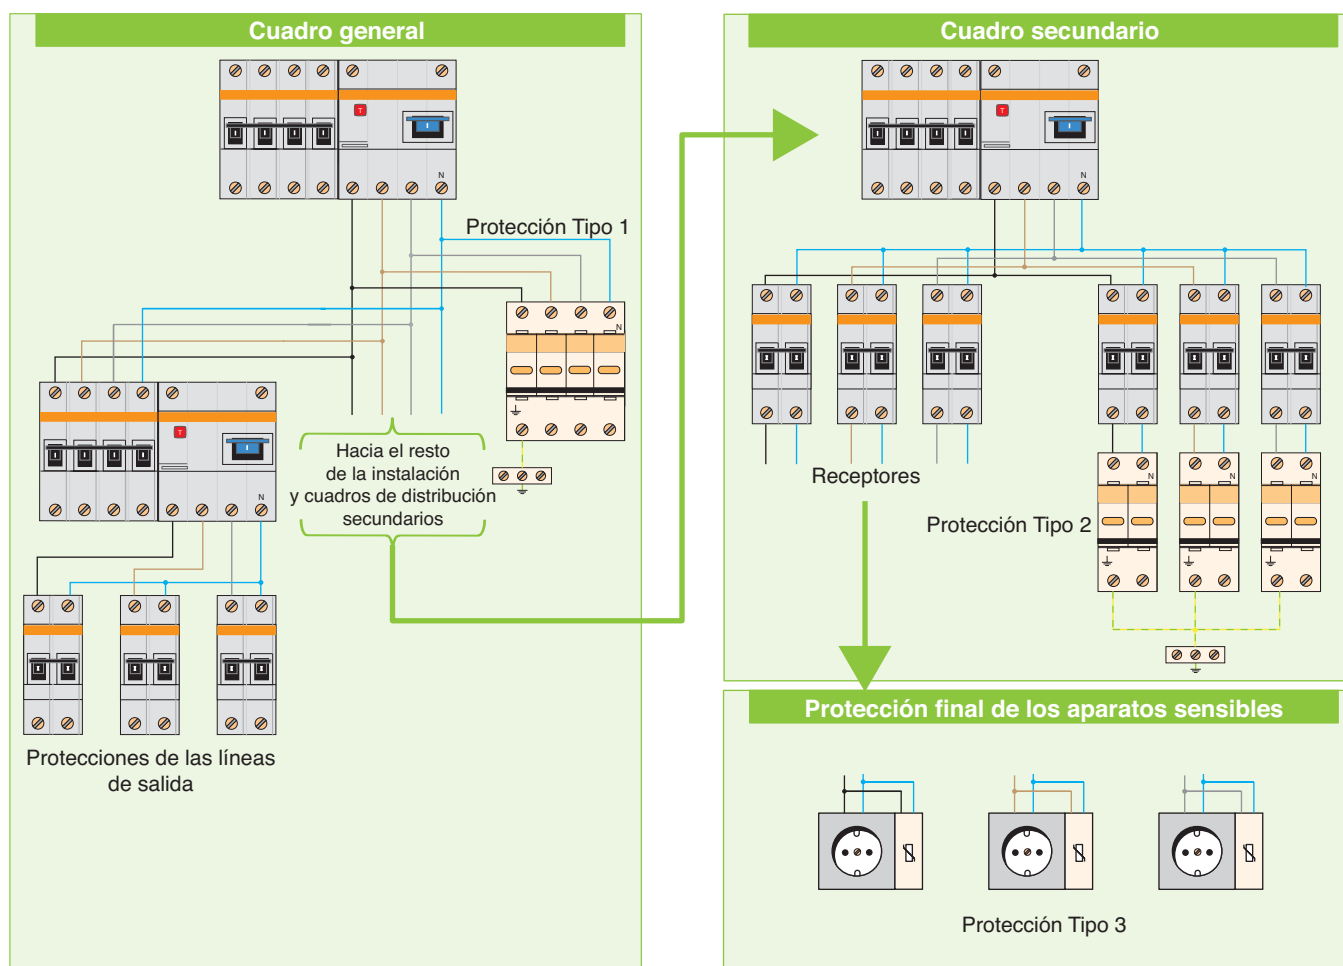 Cuadro general
T
N
Protección Tipo 1
N
T
N
Hacia el resto
de la instalación
y cuadros de distribución
secundarios
Protecciones de las líneas
de salida
Cuadro secundario
T
N
Receptores
Protección Tipo 2
N
N
N
Protección final de los aparatos sensibles
Protección Tipo 3